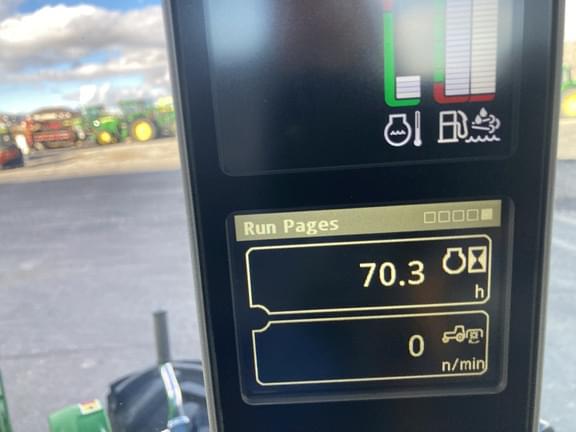 Run Pages
70.3
h
0
n/min